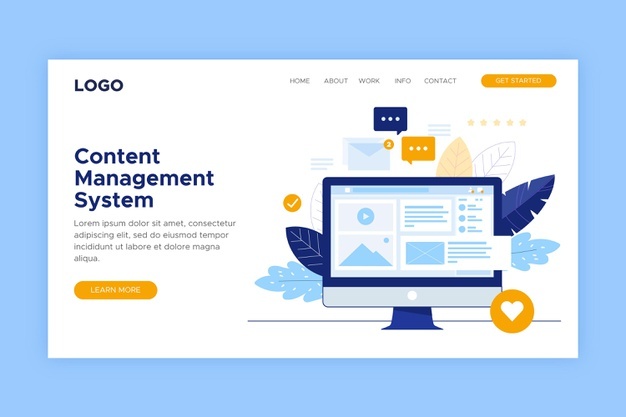 LOGO
HOME ABOUT WORK INFO CONTACT GET STARTED
2
Content
Management
System
Lorem ipsum dolor sit amet, consectetur
adipiscing elit, sed do eiusmod tempor
incididunt ut labore et dolore magna
aliqua.
LEARN MORE